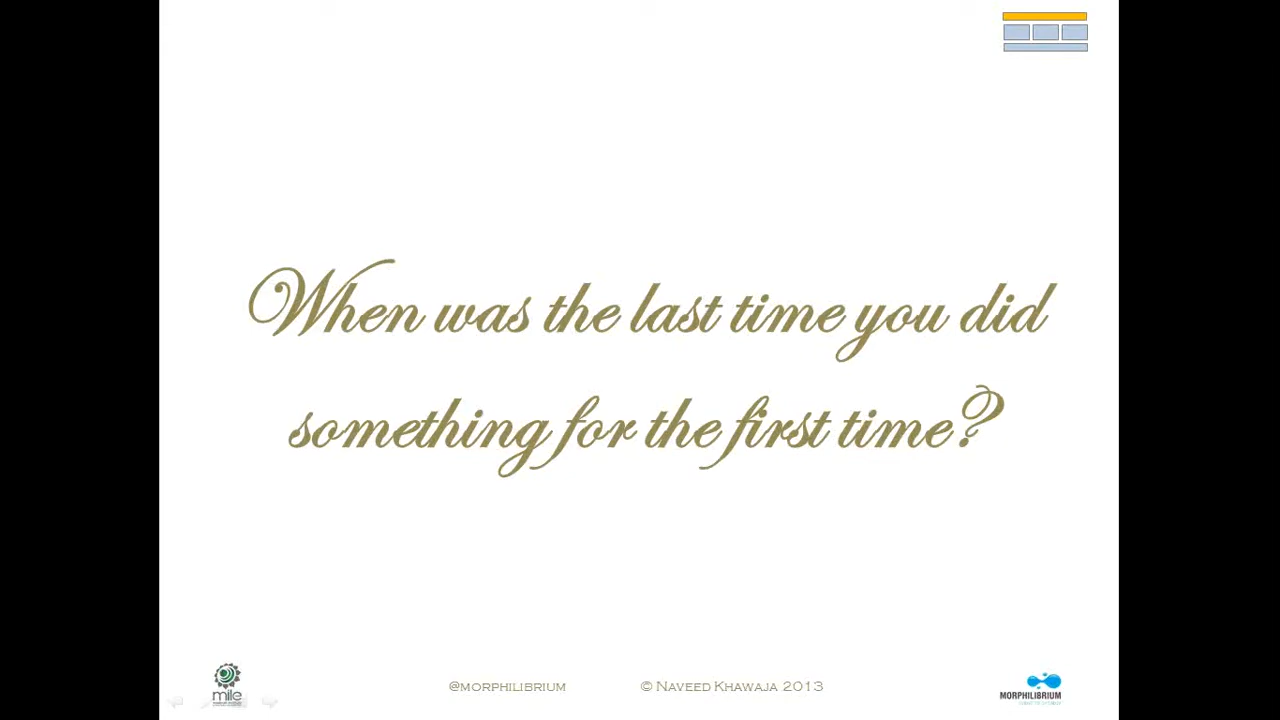 When was the last time you did
something for the first time?
@MORPHILIBRIUM
© NAVEED KHAWAJA 2013
mile
MORPHILIBRIUM